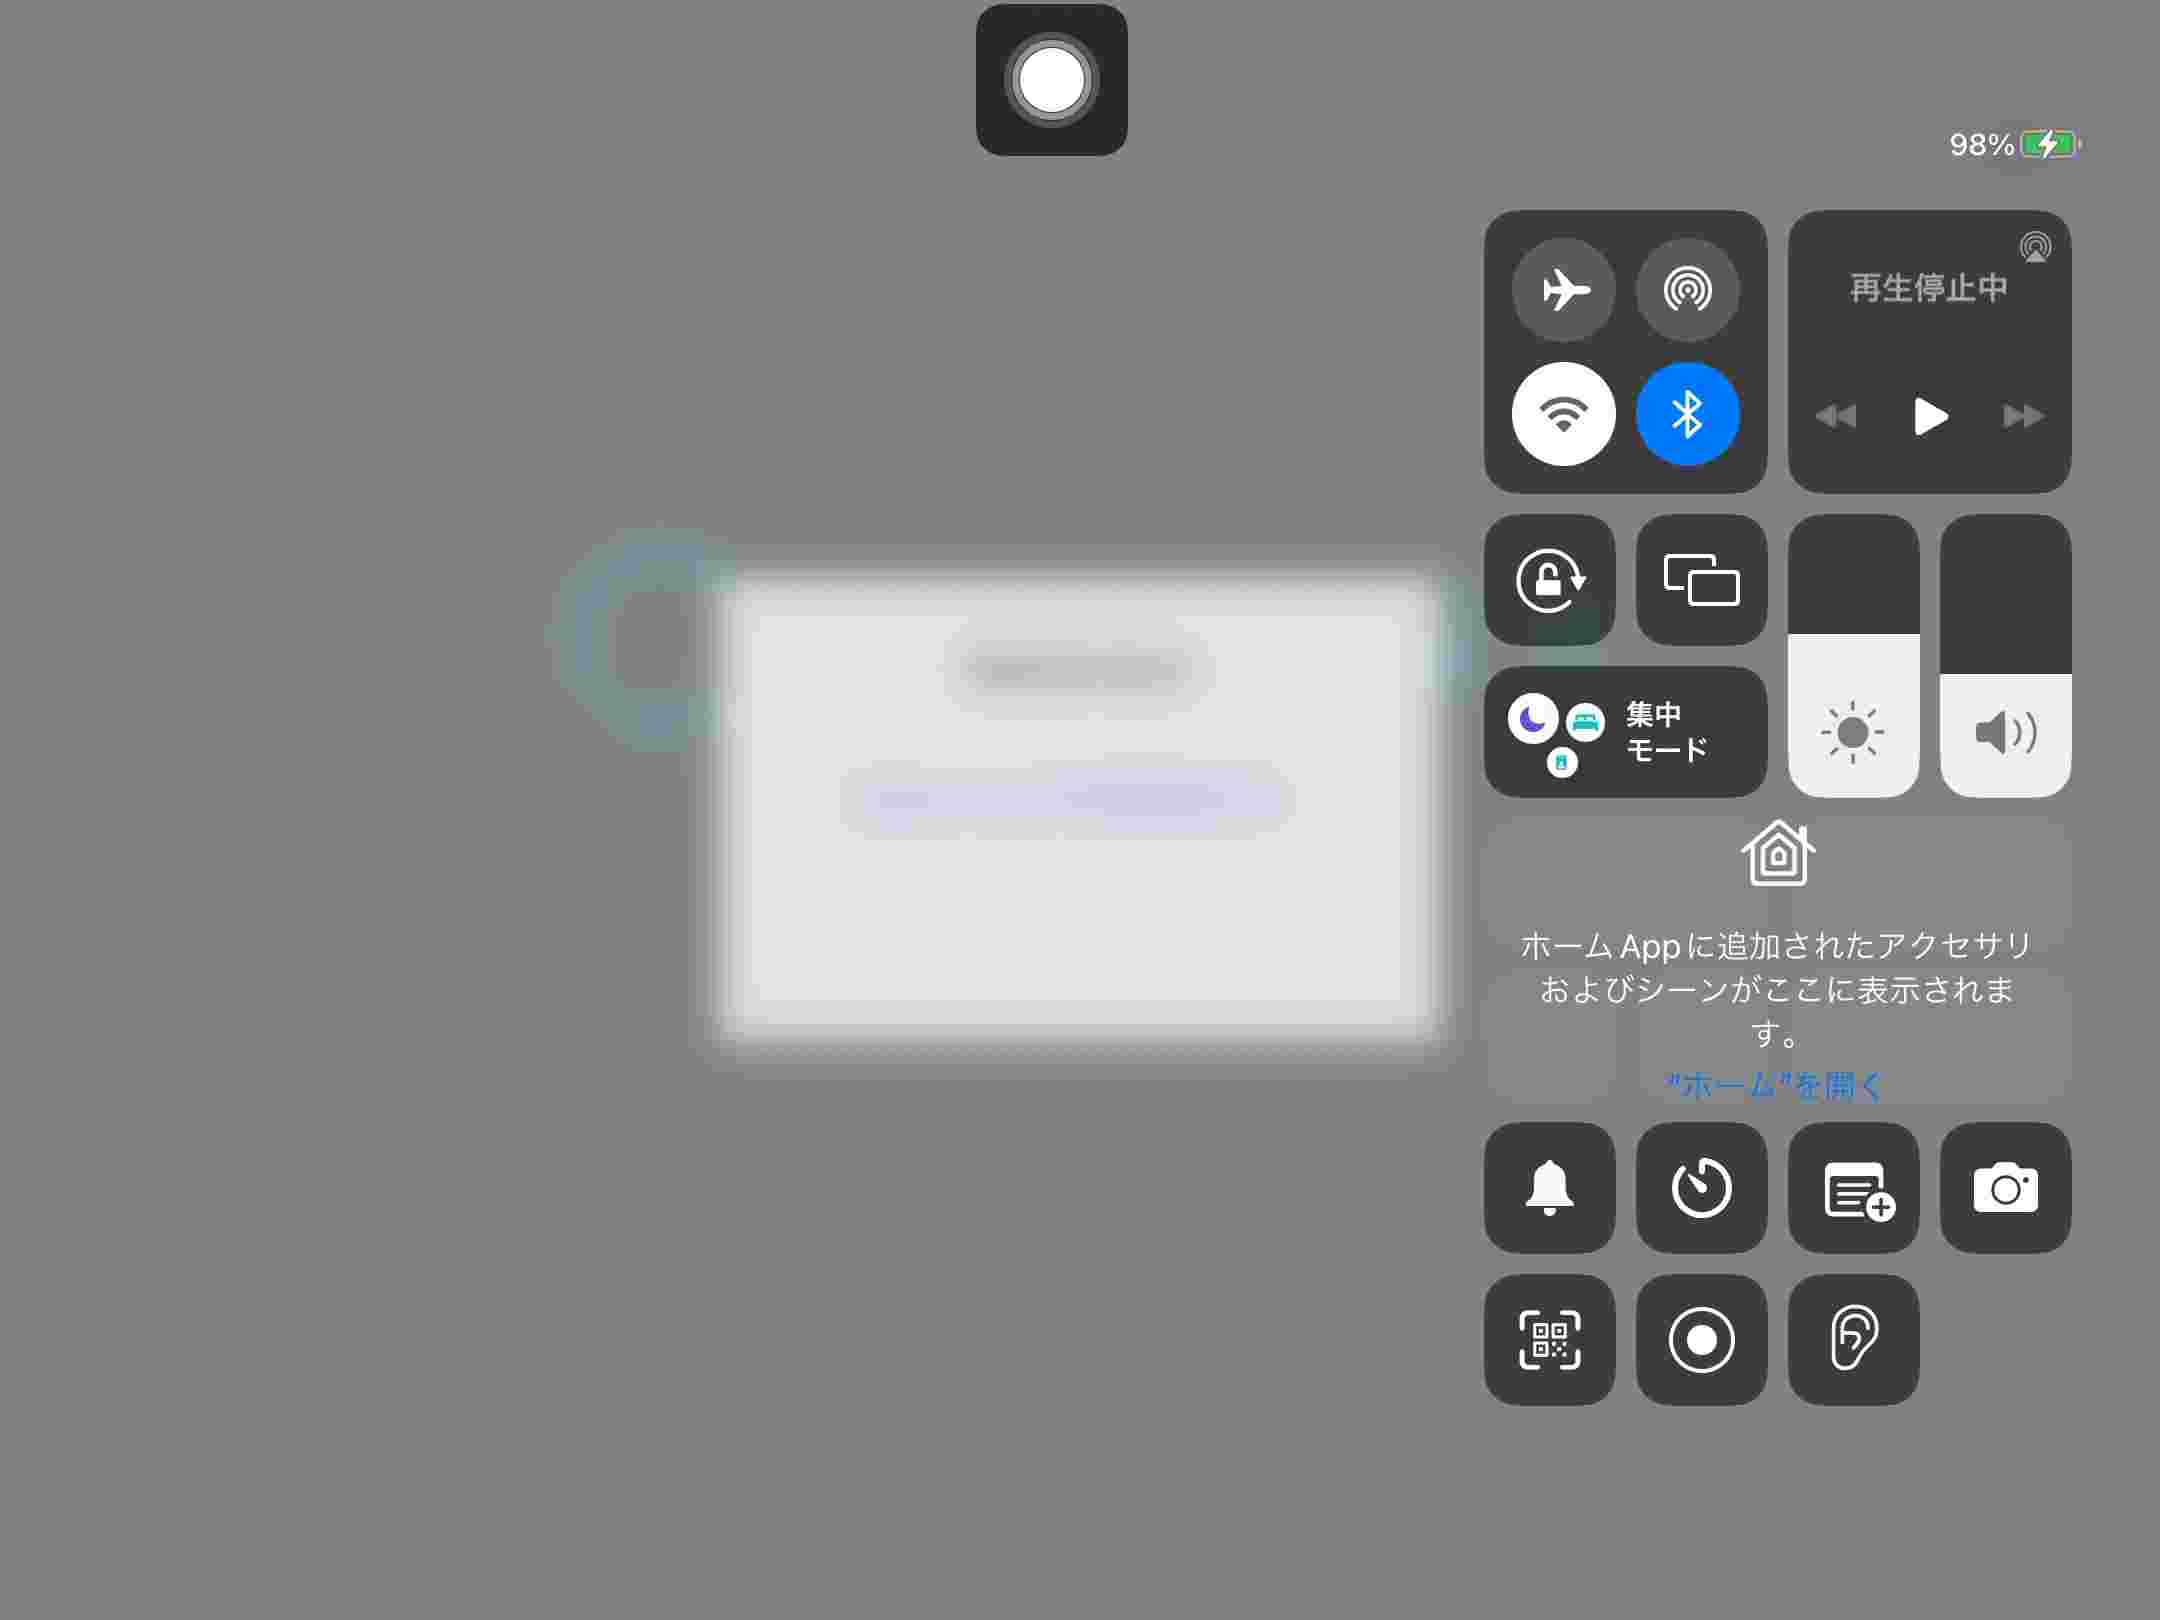 98%
再生停止中
集中
モード
ホームAppに追加されたアクセサリ
およびシーンがここに表示されま
す。
"ホーム"を開く